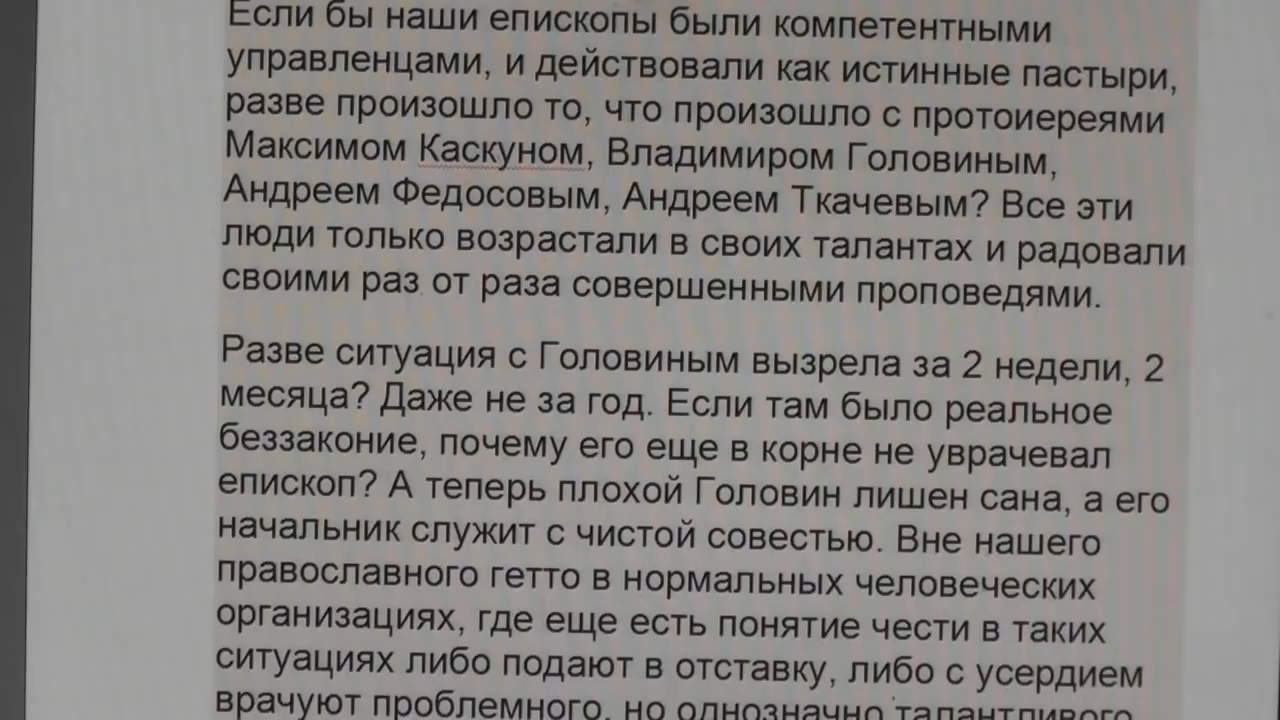 Если бы наши епископы были компетентными
управленцами, и действовали как истинные пастыри,
разве произошло то, что произошло с протоиереями
Максимом Каскуном, Владимиром Головиным,
Андреем Федосовым, Андреем Ткачевым? Все эти
люди только возрастали в своих талантах и радовали
своими раз от раза совершенными проповедями.
Разве ситуация с Головиным вызрела за 2 недели, 2
месяца? Даже не за год. Если там было реальное
беззаконие, почему его еще в корне не уврачевал
епископ? А теперь плохой Головин лишен сана, а его
начальник служит с чистой совестью. Вне нашего
православного гетто в нормальных человеческих
организациях, где еще есть понятие чести в таких
ситуациях либо подают в отставку, либо с усердием
врачуют проблемного, но однозначно талантливого